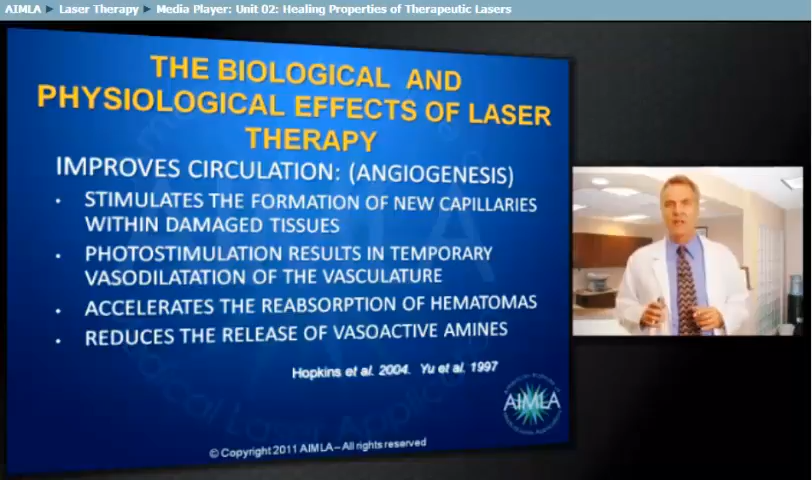 AIMLA ► Laser Therapy ► Media Player: Unit 02: Healing Properties of Therapeutic Lasers
THE BIOLOGICAL AND
PHYSIOLOGICAL EFFECTS OF LASER
THERAPY
IMPROVES CIRCULATION: (ANGIOGENESIS)
• STIMULATES THE FORMATION OF NEW CAPILLARIES
WITHIN DAMAGED TISSUES
• PHOTOSTIMULATION RESULTS IN TEMPORARY
VASODILATATION OF THE VASCULATURE
• ACCELERATES THE REABSORPTION OF HEMATOMAS
• REDUCES THE RELEASE OF VASOACTIVE AMINES
Hopkins et al. 2004. Yu et al. 1997
AIMLA
© Copyright 2011 AIMLA – All rights reserved